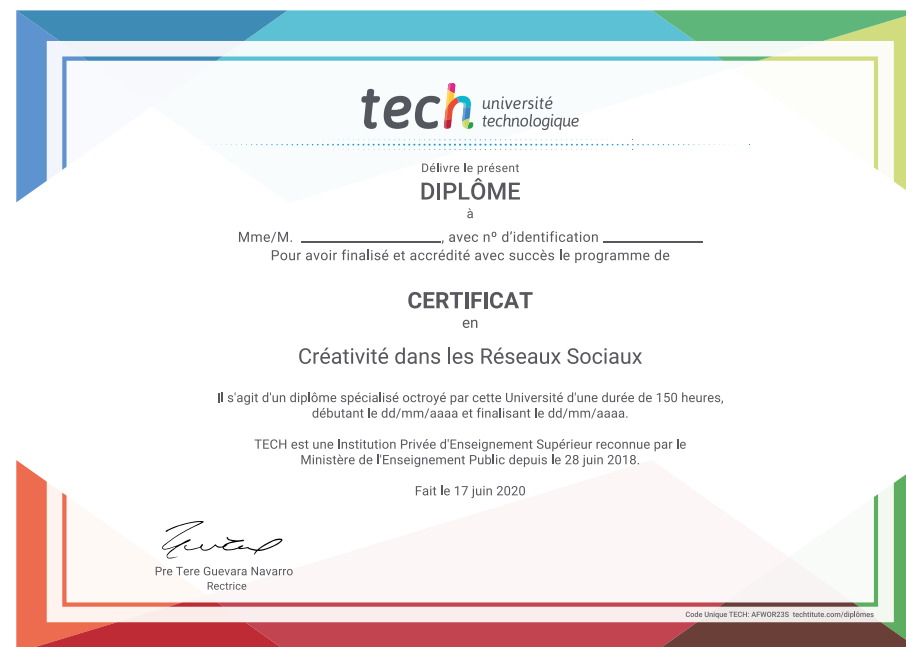 tech université
technologique
Délivre le présent
DIPLÔME
à
Mme/M. ____________________, avec nº d'identification ______________
Pour avoir finalisé et accrédité avec succès le programme de
CERTIFICAT
en
Créativité dans les Réseaux Sociaux
Il s'agit d'un diplôme spécialisé octroyé par cette Université d'une durée de 150 heures,
débutant le dd/mm/aaaa et finalisant le dd/mm/aaaa.
TECH est une Institution Privée d'Enseignement Supérieur reconnue par le
Ministère de l'Enseignement Public depuis le 28 juin 2018.
Fait le 17 juin 2020
Pre Tere Guevara Navarro
Rectrice
Code Unique TECH: AFWOR23S techtitute.com/diplômes